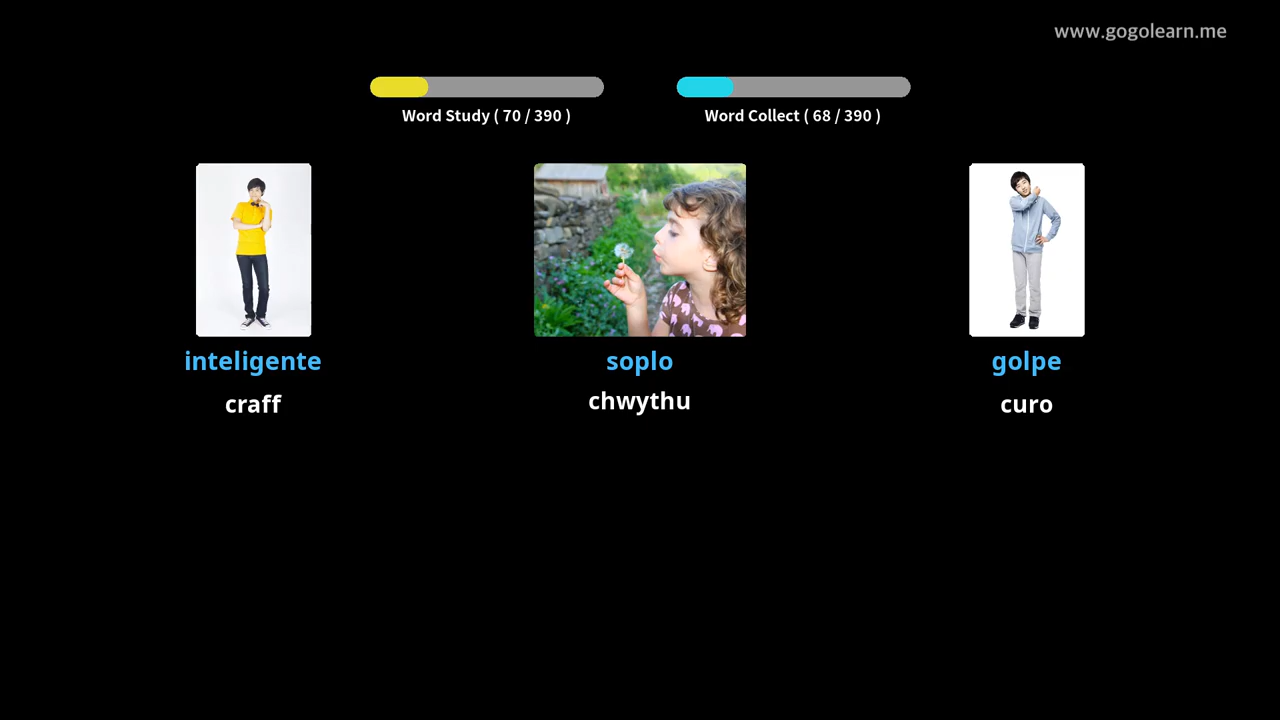 www.gogolearn.me
Word Study ( 70 / 390 )
Word Collect ( 68 / 390 )
inteligente
soplo
golpe
craff
chwythu
curo